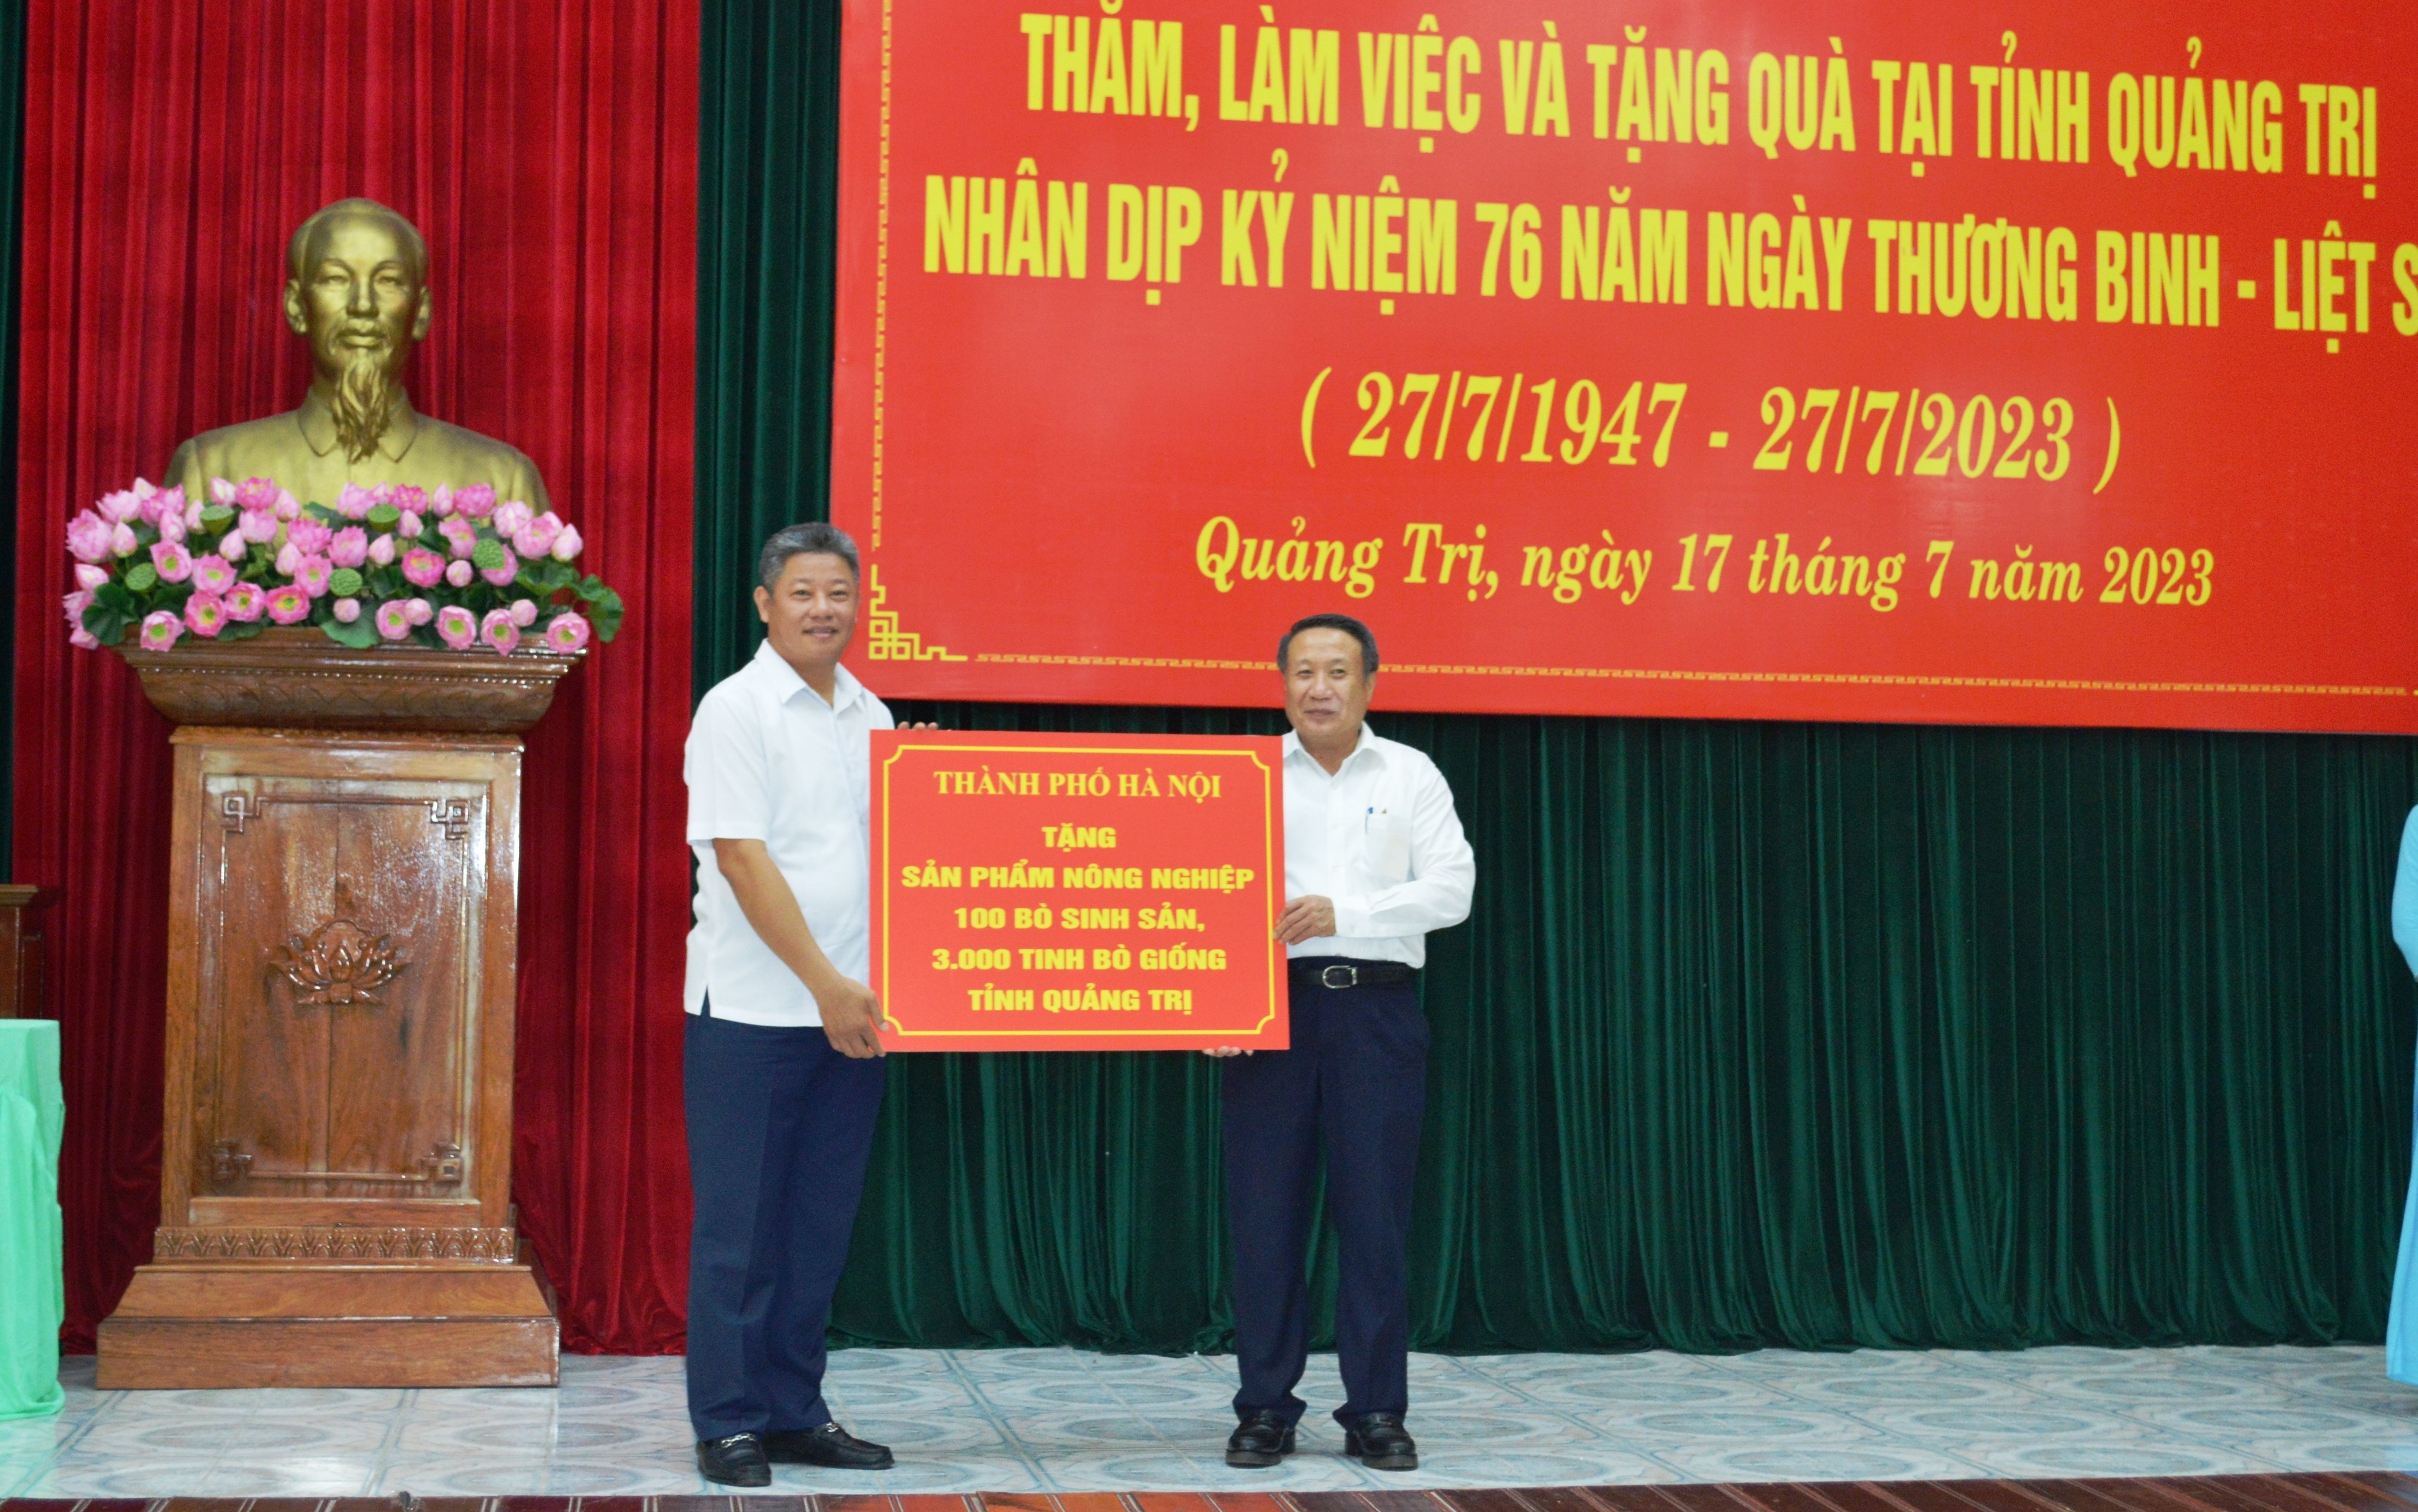 THĂM, LÀM VIỆC VÀ TẶNG QUÀ TẠI TỈNH QUẢNG TRỊ
NHÂN DỊP KỶ NIỆM 76 NĂM NGÀY THƯƠNG BINH - LIỆT
( 27/7/1947 - 27/7/2023 )
Quảng Trị, ngày 17 tháng 7 năm 2023
THÀNH PHỐ HÀ NỘI
TẶNG
SẢN PHẨM NÔNG NGHIỆP
100 BÒ SINH SẢN,
3.000 TINH BÒ GIỐNG
TỈNH QUẢNG TRỊ